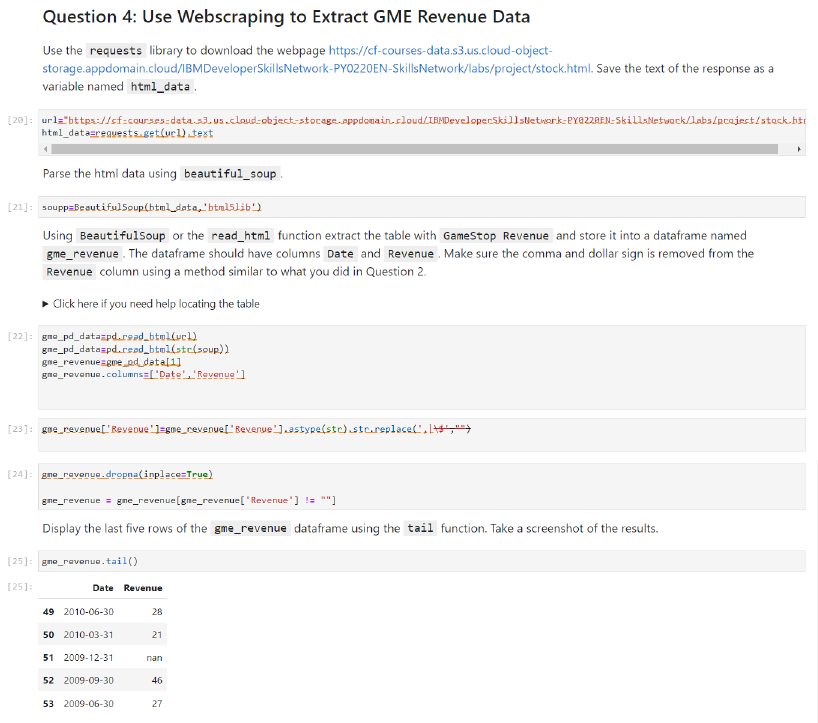 Question 4: Use Webscraping to Extract GME Revenue Data
Use the requests library to download the webpage https://cf-courses-data.s3.us.cloud-object-
storage.appdomain.cloud/IBMDeveloperSkillsNetwork-PY0220EN-SkillsNetwork/labs/project/stock.html. Save the text of the response as a
variable named html_data.
[20]: url="https://cf-courses-data.s3.us.cloud-object-storage.appdomain.cloud/IBMDeveloperSkillsNetwork-PY0220EN-SkillsNetwork/labs/project/stock.htm
html_data=requests.get(url).text
Parse the html data using beautiful_soup.
[21]: soupp=BeautifulSoup(html_data,'html5lib')
Using BeautifulSoup or the read_html function extract the table with GameStop Revenue and store it into a dataframe named
gme_revenue. The dataframe should have columns Date and Revenue. Make sure the comma and dollar sign is removed from the
Revenue column using a method similar to what you did in Question 2.
▶ Click here if you need help locating the table
[22]: gme_pd_data=pd.read_html(url)
gme_pd_data=pd.read_html(str(soup))
gme_revenue=gme_pd_data[1]
gme_revenue.columns=['Date','Revenue']
[23]: gme_revenue['Revenue']=gme_revenue['Revenue'].astype(str).str.replace(',|\$',"")
[24]: gme_revenue.dropna(inplace=True)
gme_revenue = gme_revenue[gme_revenue['Revenue'] != ""]
Display the last five rows of the gme_revenue dataframe using the tail function. Take a screenshot of the results.
[25]: gme_revenue.tail()
[25]: Date Revenue
49 2010-06-30 28
50 2010-03-31 21
51 2009-12-31 nan
52 2009-09-30 46
53 2009-06-30 27